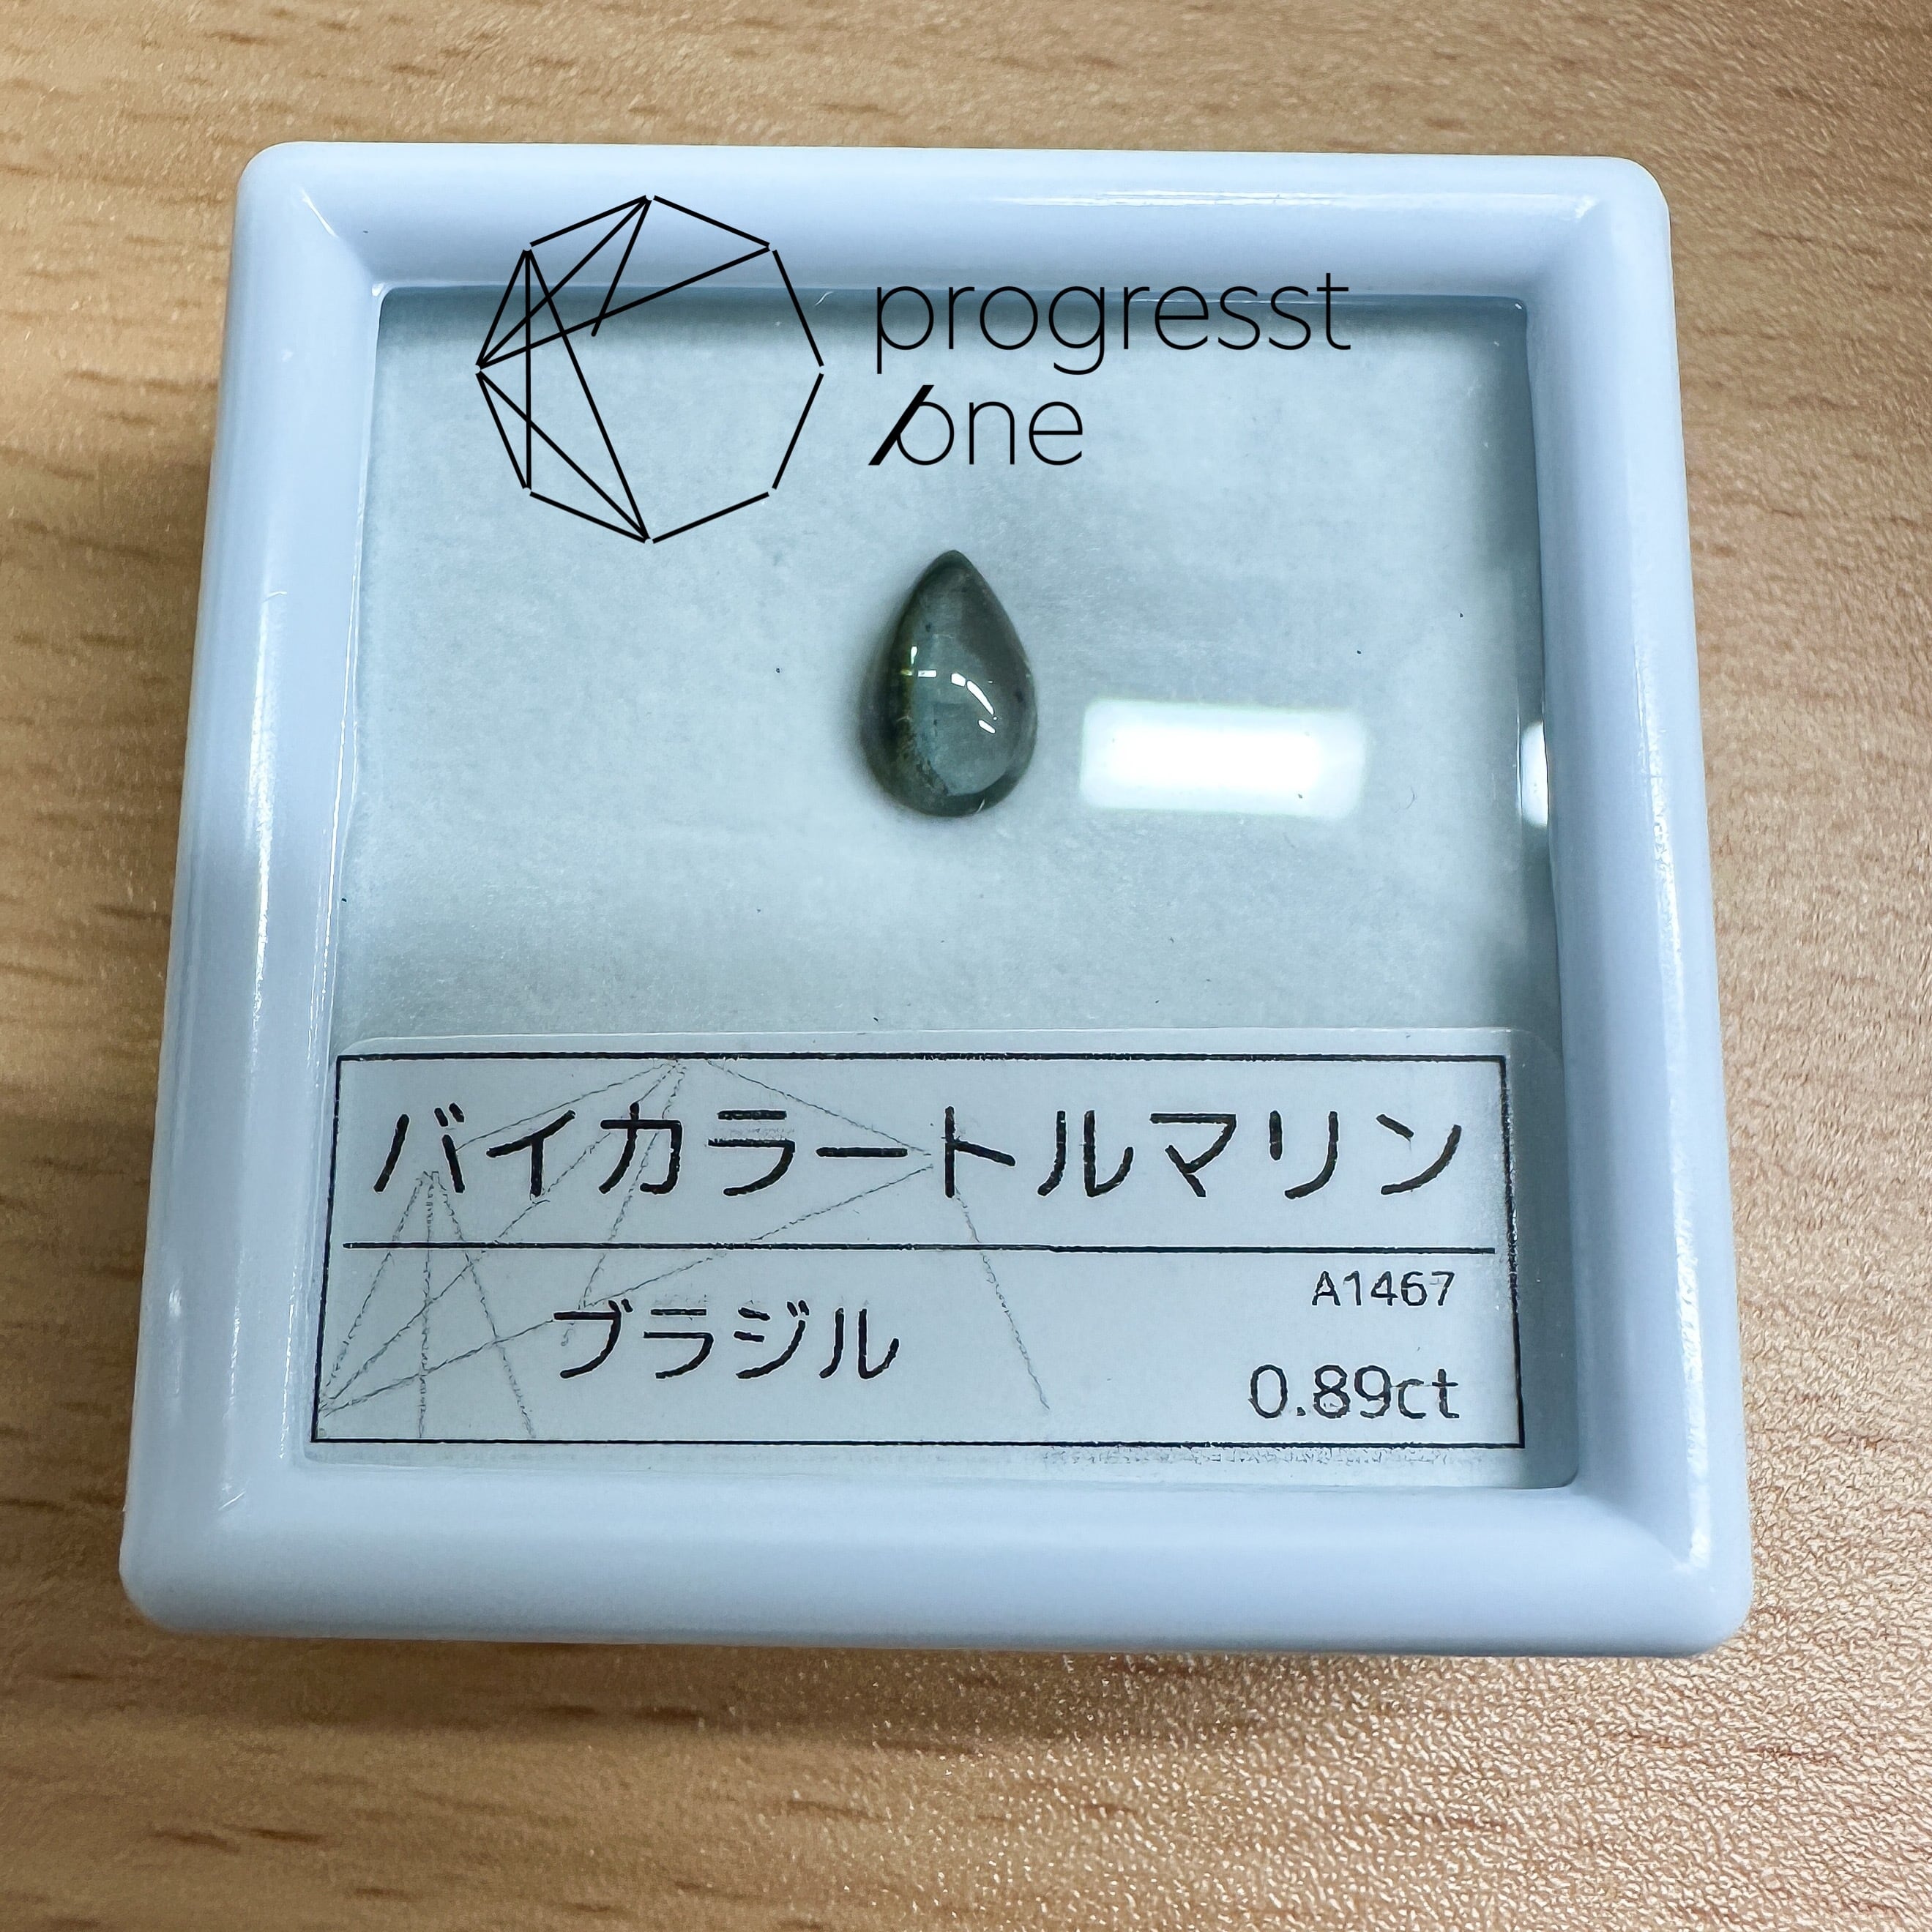 progresst
one
バイカラートルマリン
ブラジル
A1467
0.89ct